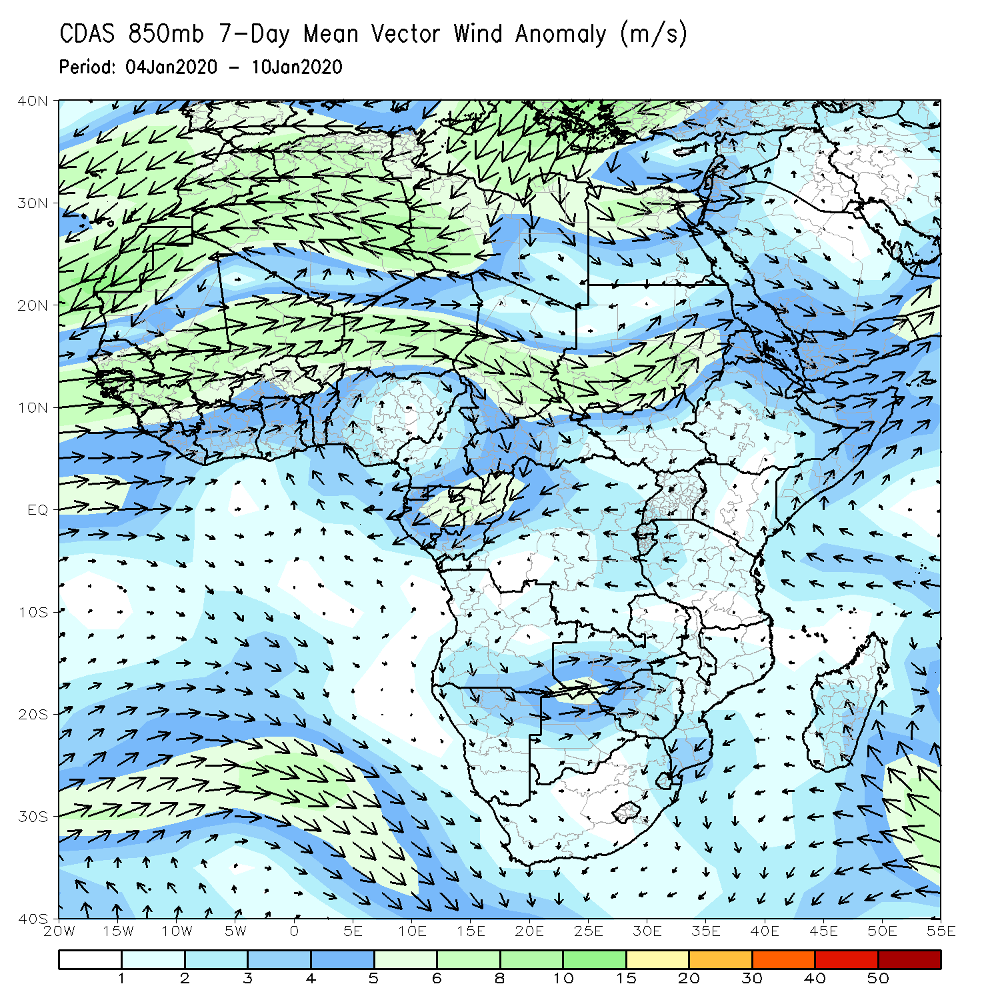 CDAS 850mb 7-Day Mean Vector Wind Anomaly (m/s)
Period: 04Jan2020 - 10Jan2020
40N
30N
20N
10N
EQ
10S
20S
30S
40S
20W 15W 10W 5W 0 5E 10E 15E 20E 25E 30E 35E 40E 45E 50E 55E
1 2 3 4 5 6 8 10 15 20 30 40 50